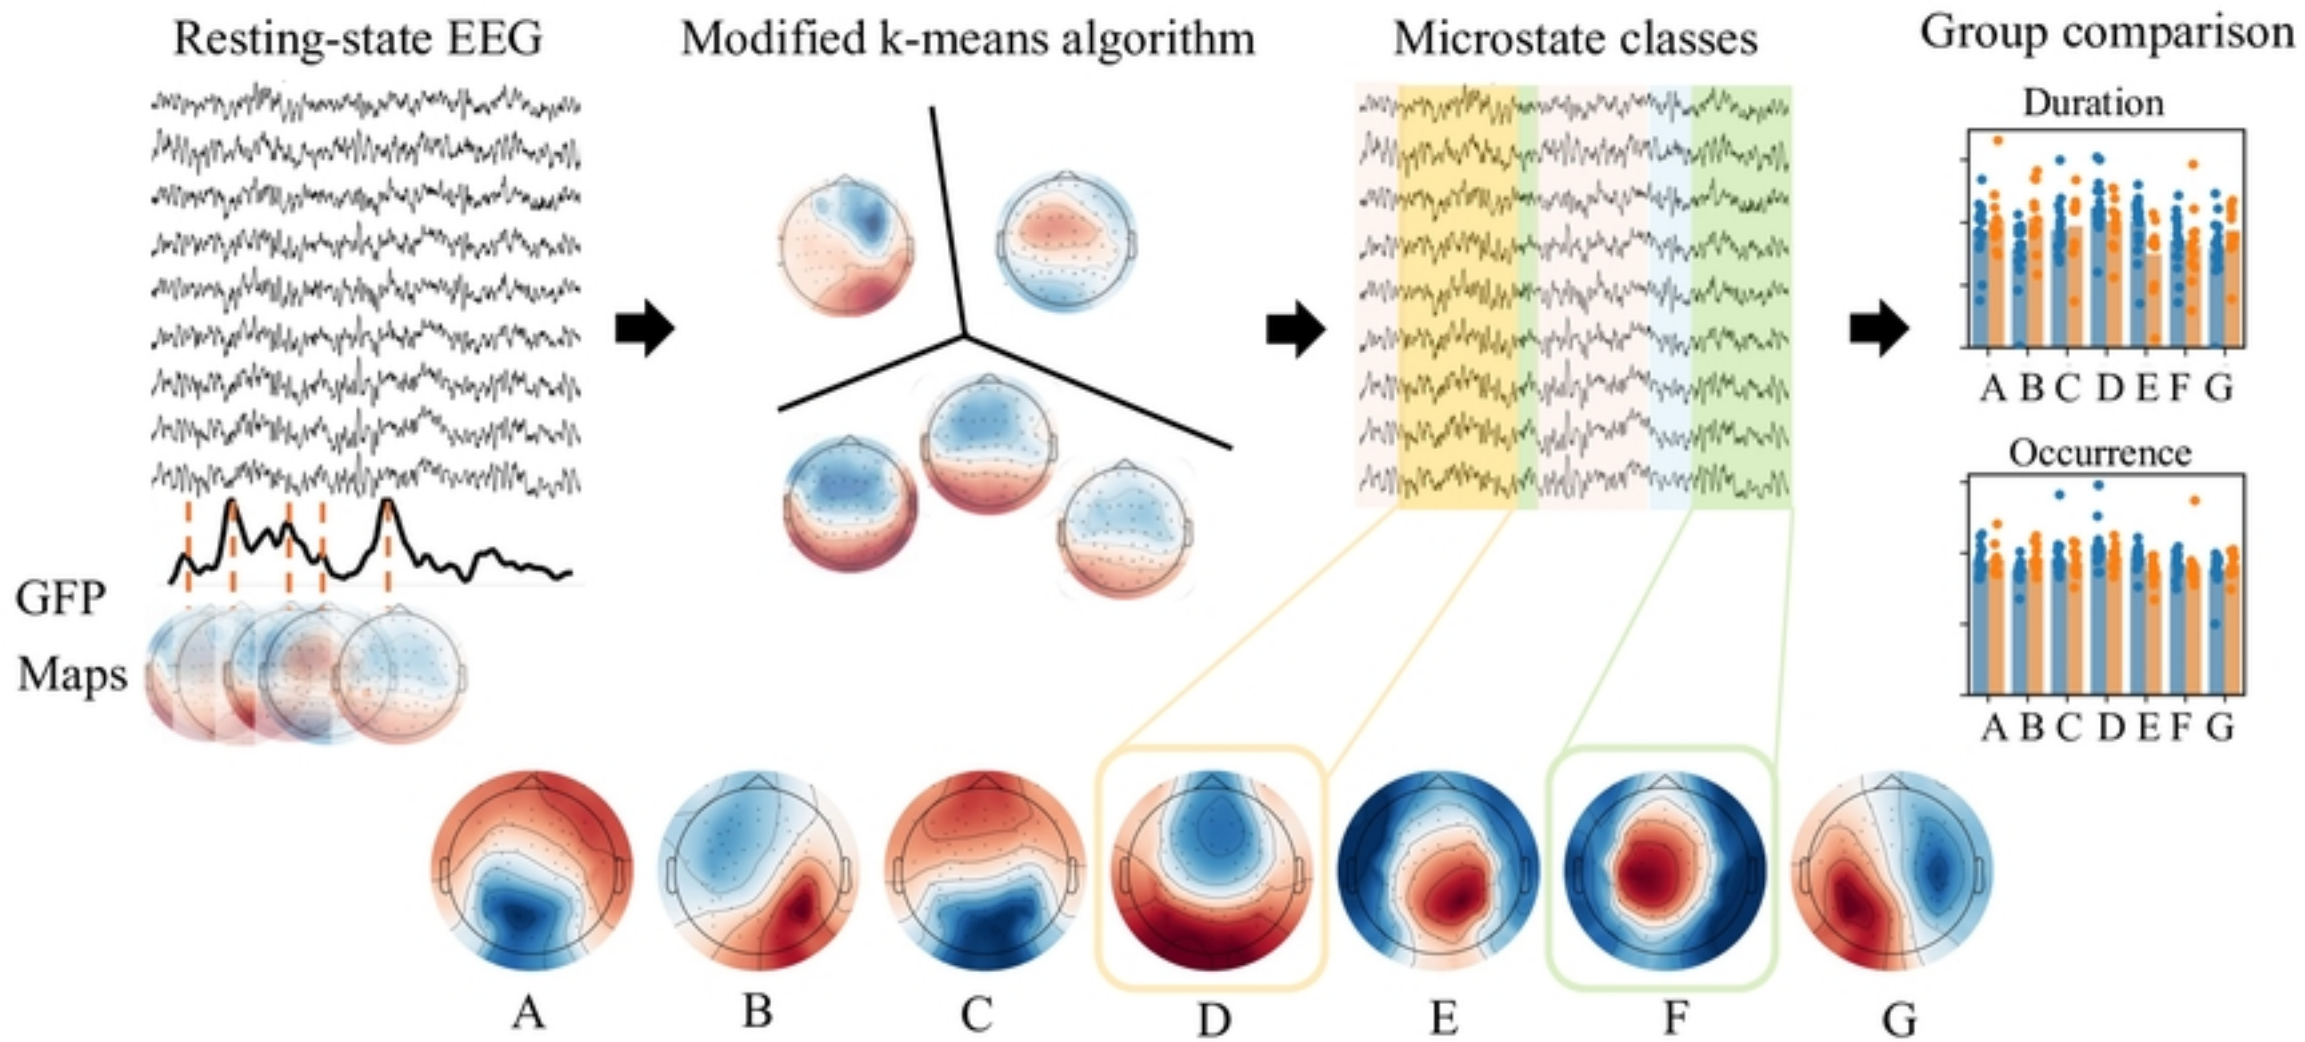 Resting-state EEG
Modified k-means algorithm
Microstate classes
Group comparison
Duration
A B C D E F G
Occurrence
A B C D E F G
GFP
Maps
A B C D E F G